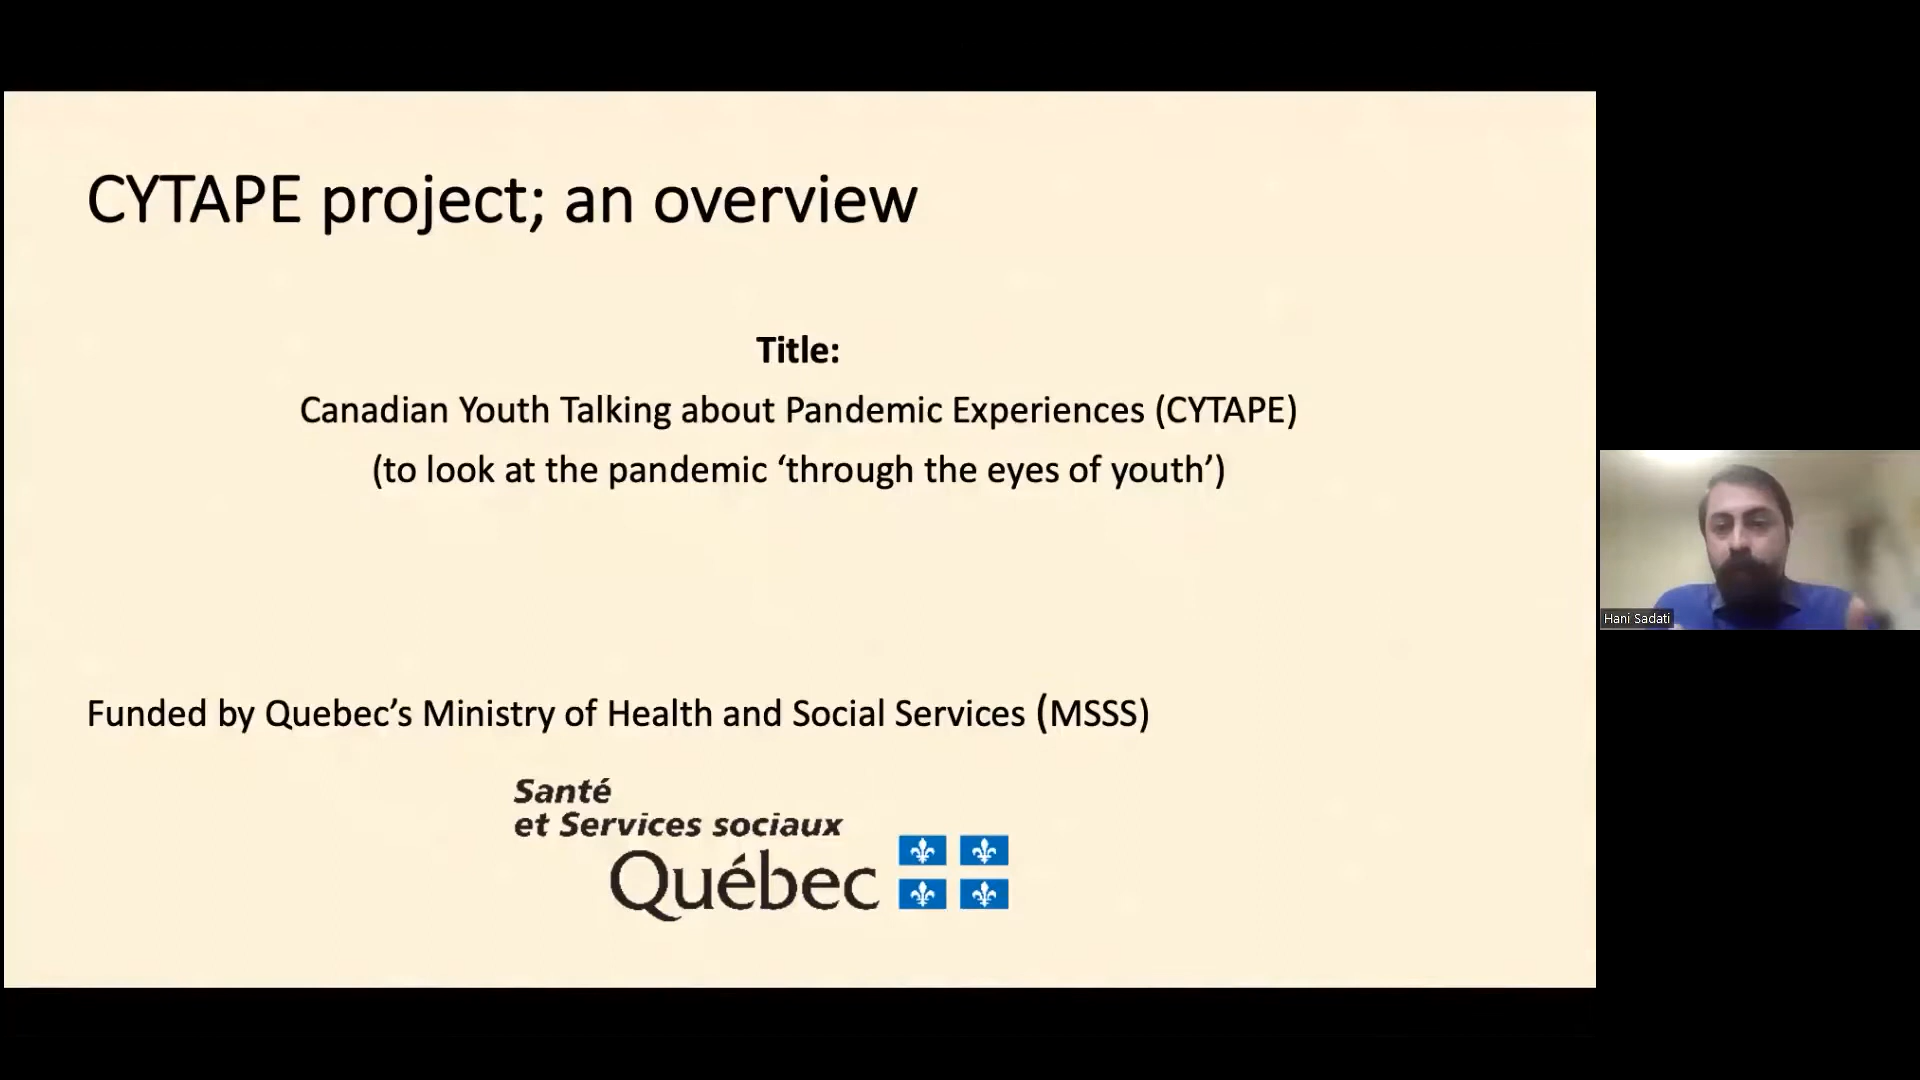 CYTAPE project; an overview
Title:
Canadian Youth Talking about Pandemic Experiences (CYTAPE)
(to look at the pandemic ‘through the eyes of youth’)
Funded by Quebec’s Ministry of Health and Social Services (MSSS)
Santé
et Services sociaux
Québec
Hani Sadati